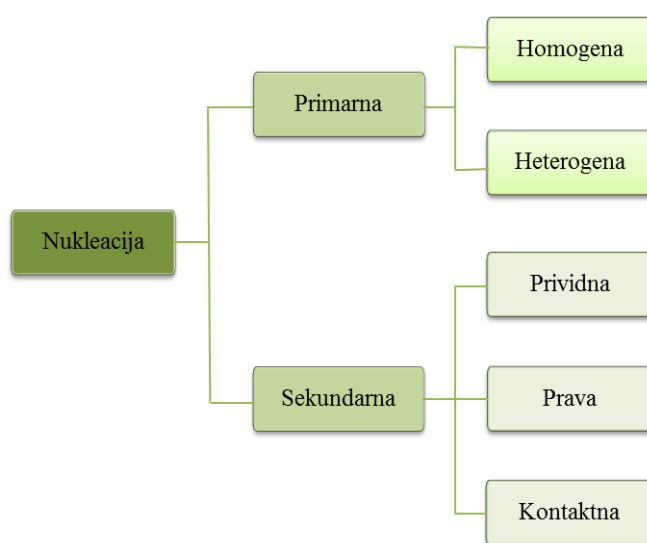 Nukleacija
Primarna
Homogena
Heterogena
Sekundarna
Prividna
Prava
Kontaktna